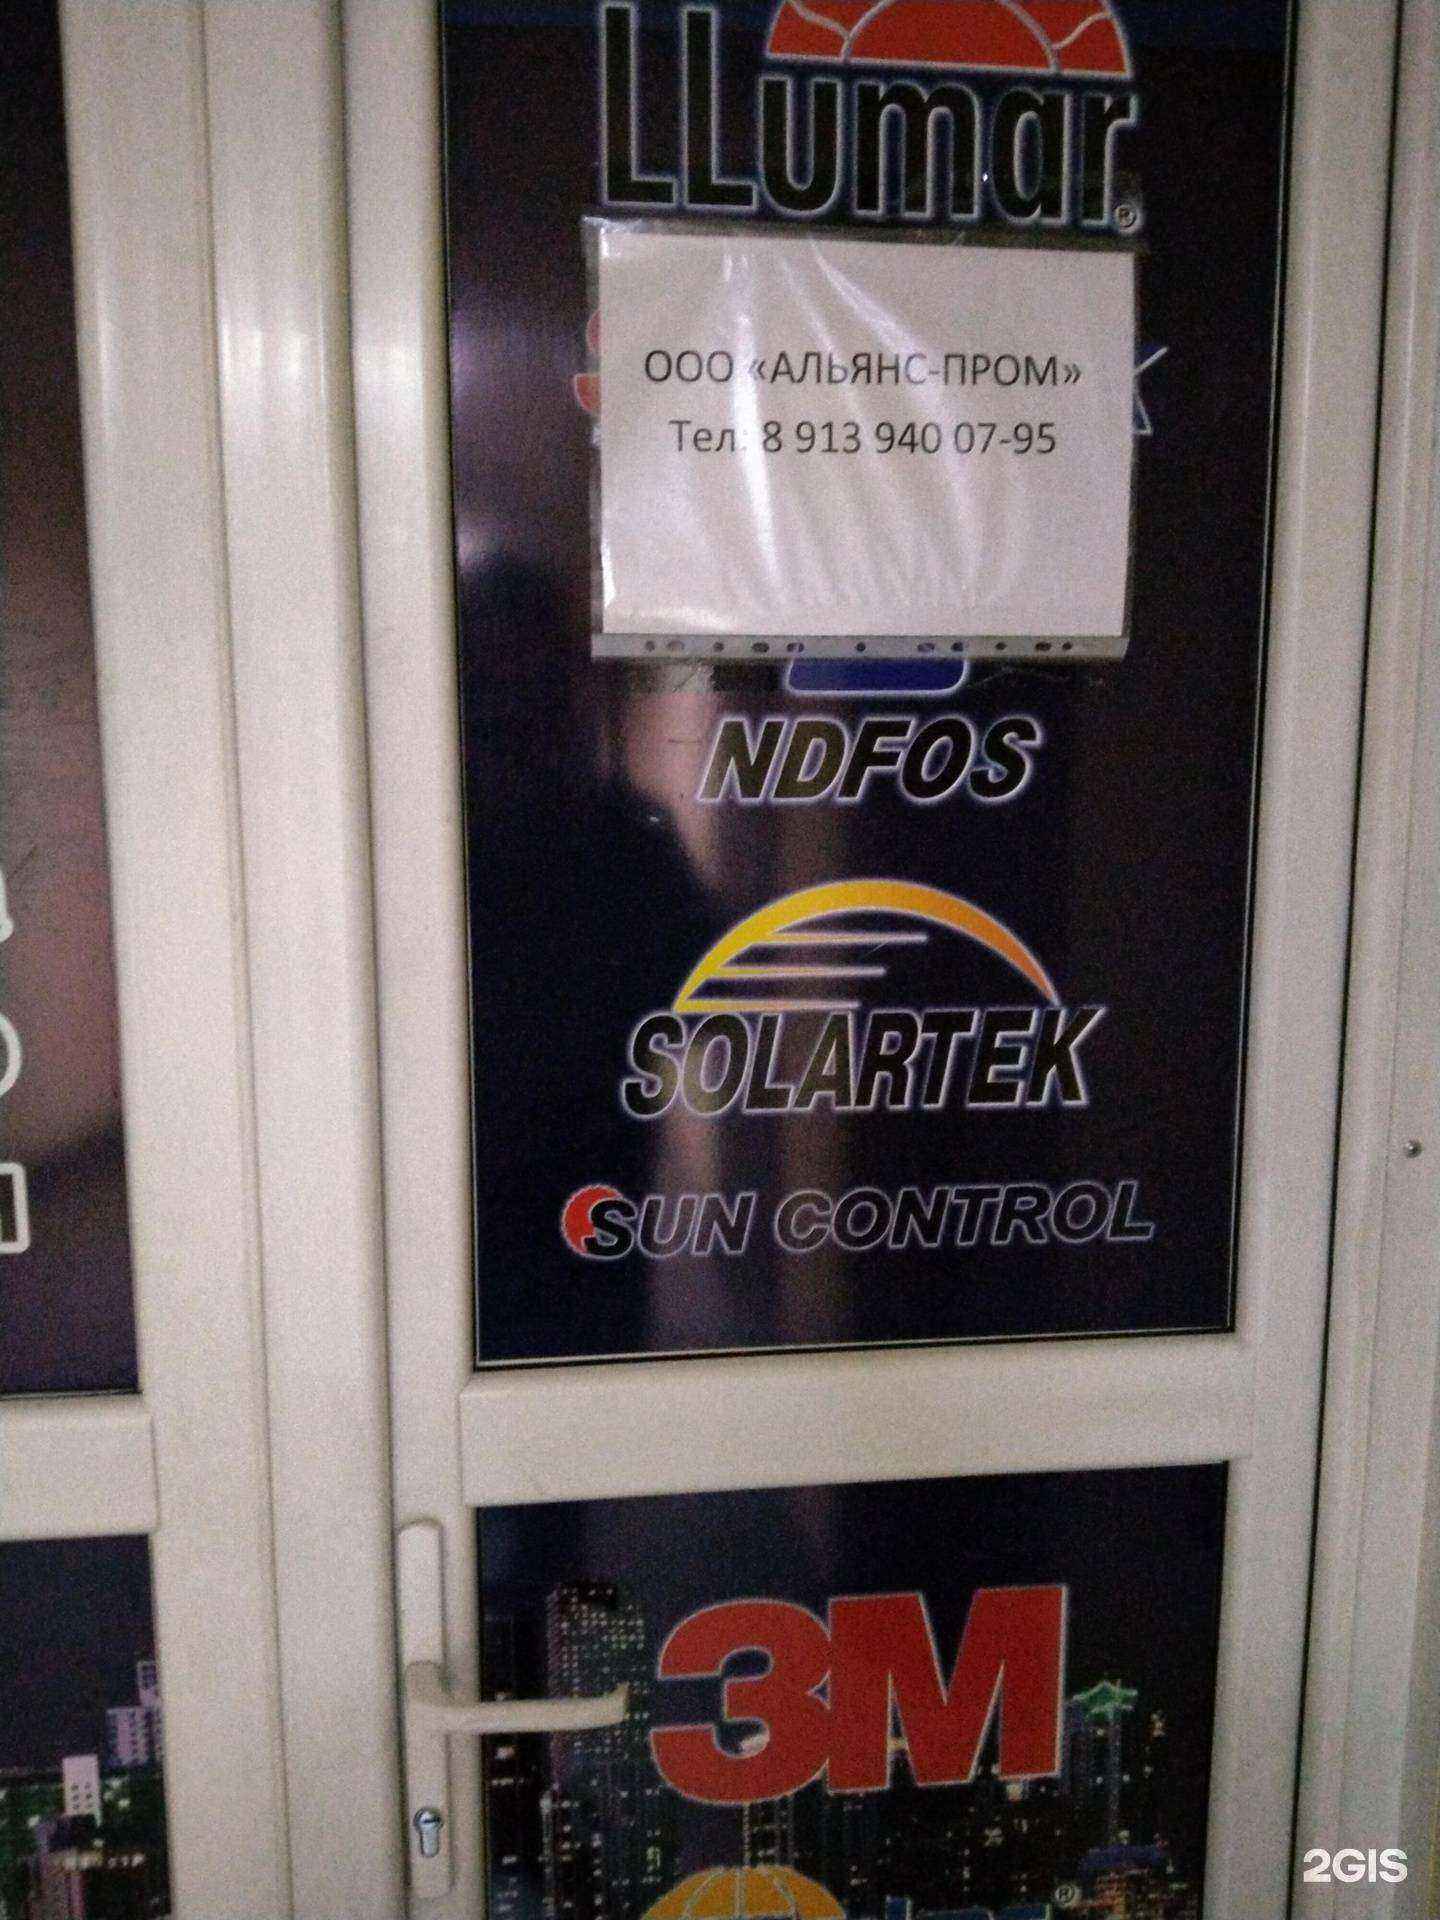 LLumar®
ООО «АЛЬЯНС-ПРОМ»
Тел: 8 913 940 07-95
NDFOS
SOLARTEK
SUN CONTROL
3M
®
2GIS